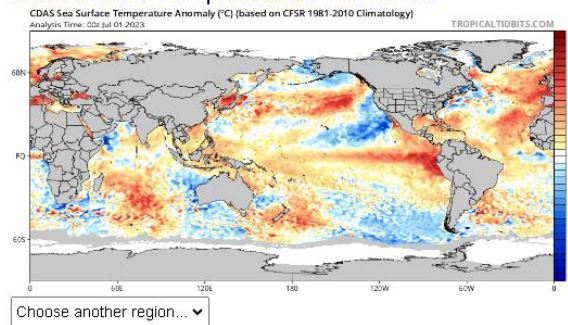 CDAS Sea Surface Temperature Anomaly (°C) (based on CFSR 1981-2010 Climatology)
Analysis Time: 00z Jul 01 2023
TROPICALTIDBITS.COM
60N
EQ
60S
0
60E
120E
180
120W
60W
0
Choose another region...